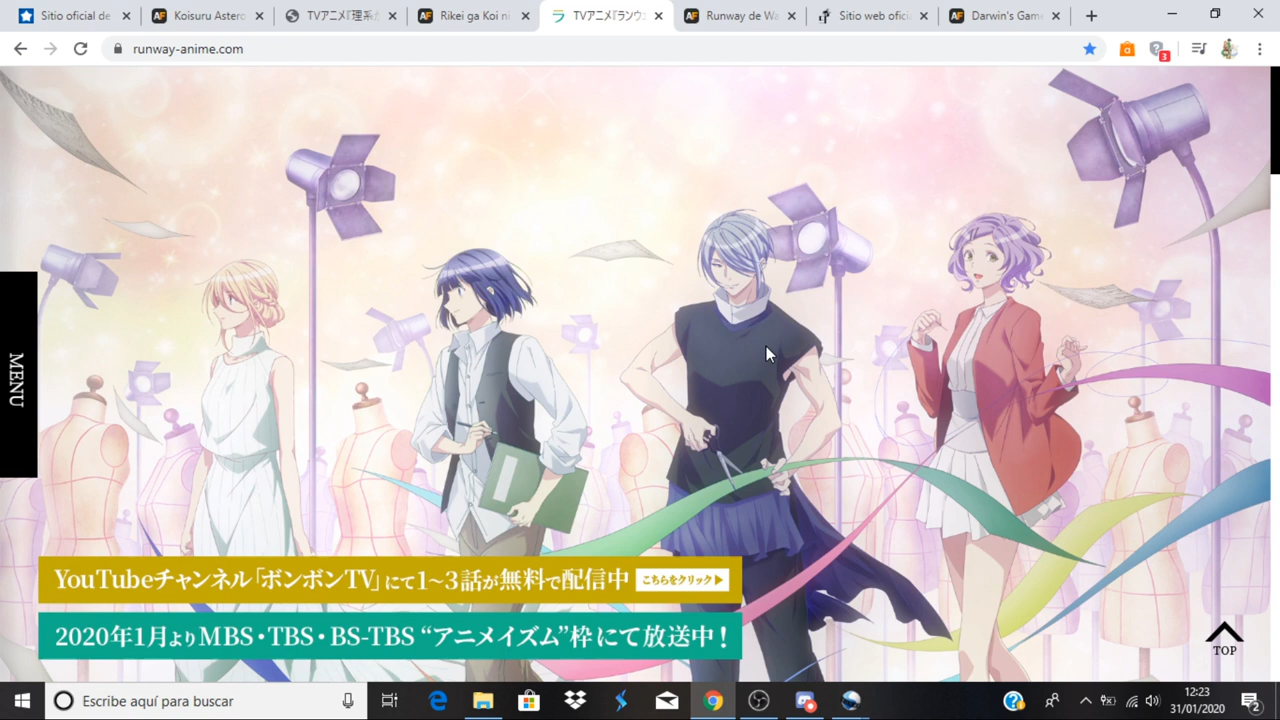 Sitio oficial de
Koisuru Astero
TVアニメ『理系が
Rikei ga Koi ni
TVアニメ『ランウェ
Runway de Wa
Sitio web ofici
Darwin's Game
runway-anime.com
3
MENU
YouTubeチャンネル「ボンボンTV」にて1~3話が無料で配信中 こちらをクリック▶
2020年1月よりMBS・TBS・BS-TBS “アニメイズム”枠にて放送中!
TOP
Escribe aquí para buscar
12:23
31/01/2020
2